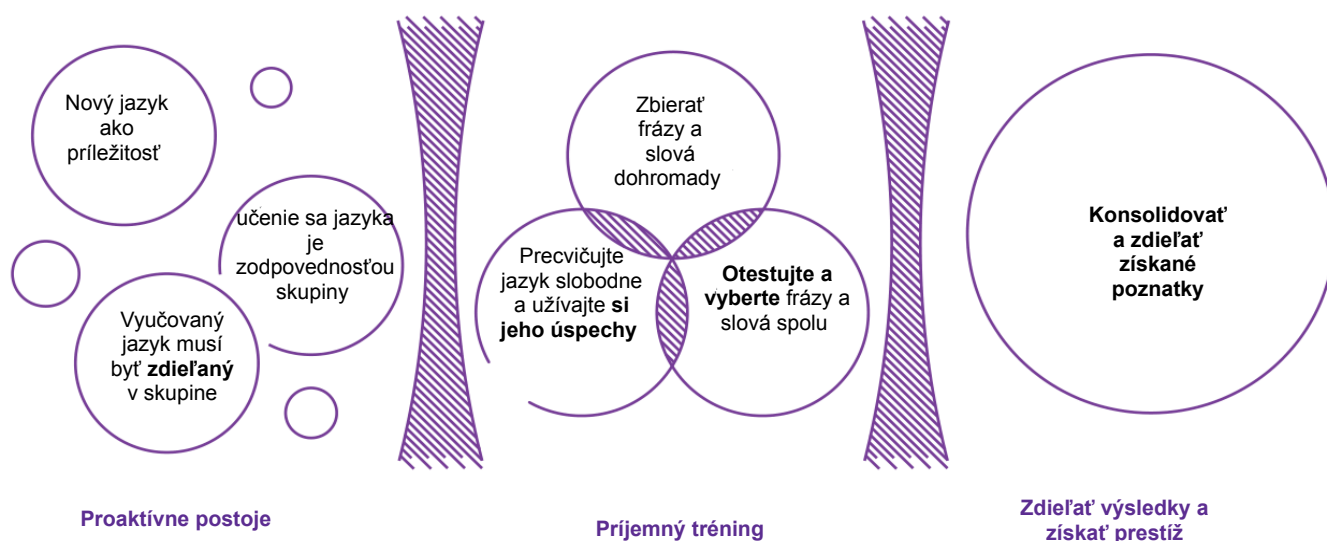 Nový jazyk
ako
príležitosť
učenie sa jazyka
je
zodpovednosťou
skupiny
Vyučovaný
jazyk musí
byť zdieľaný
v skupine
Zbierať
frázy a
slová
dohromady
Precvičujte
jazyk slobodne
a užívajte si
jeho úspechy
Otestujte a
vyberte frázy a
slová spolu
Konsolidovať
a zdieľať
získané
poznatky
Proaktívne postoje
Príjemný tréning
Zdieľať výsledky a
získať prestíž